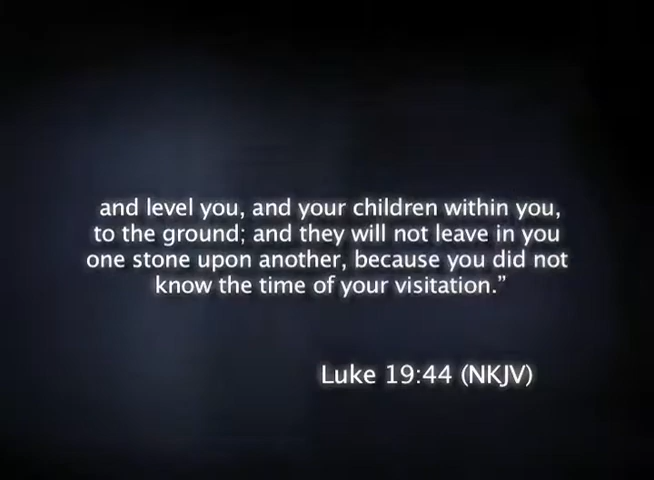 and level you, and your children within you,
to the ground; and they will not leave in you
one stone upon another, because you did not
know the time of your visitation.”
Luke 19:44 (NKJV)